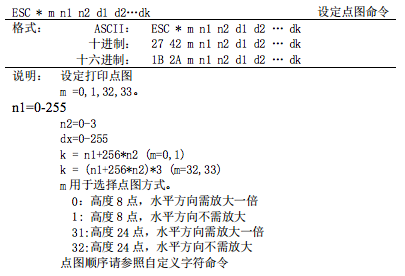 ESC * m n1 n2 d1 d2…dk 设定点图命令
格式： ASCII： ESC * m n1 n2 d1 d2 … dk
十进制： 27 42 m n1 n2 d1 d2 … dk
十六进制： 1B 2A m n1 n2 d1 d2 … dk
说明： 设定打印点图
m =0,1,32,33。
n1=0-255
n2=0-3
dx=0-255
k = n1+256*n2 (m=0,1)
k = (n1+256*n2)*3 (m=32,33)
m 用于选择点图方式。
0：高度 8 点，水平方向需放大一倍
1: 高度 8 点，水平方向不需放大
31:高度 24 点，水平方向需放大一倍
32:高度 24 点，水平方向不需放大
点图顺序请参照自定义字符命令